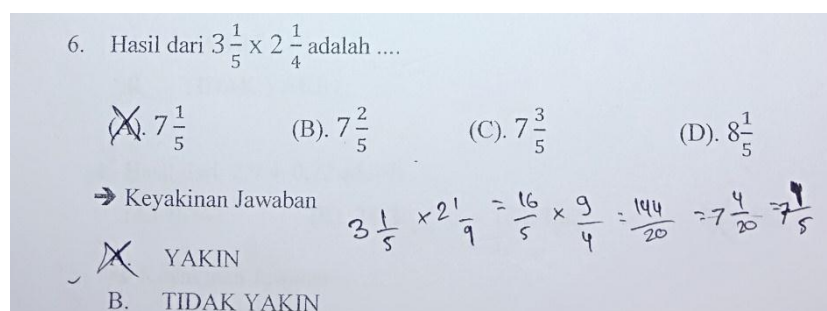 6. Hasil dari 3 1/5 x 2 1/4 adalah ....
(A). 7 1/5 (B). 7 2/5 (C). 7 3/5 (D). 8 1/5
➔ Keyakinan Jawaban
3 1/5 × 2 1/9 = 16/5 × 9/4 = 144/20 = 7 4/20 = 7 1/5
A. YAKIN
B. TIDAK YAKIN